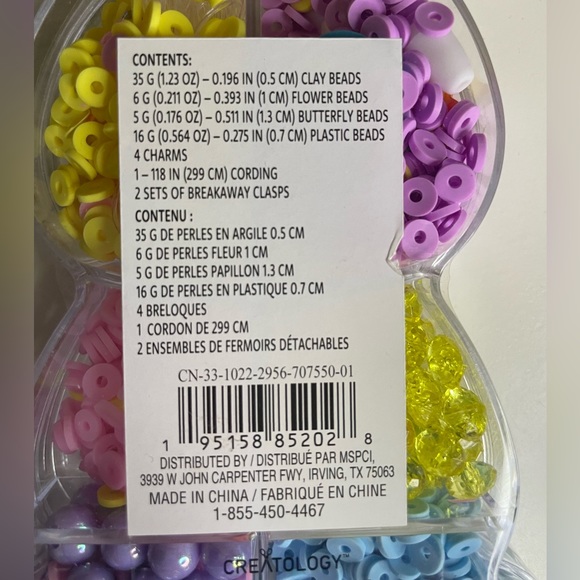 CONTENTS:
35 G (1.23 OZ) – 0.196 IN (0.5 CM) CLAY BEADS
6 G (0.211 OZ) – 0.393 IN (1 CM) FLOWER BEADS
5 G (0.176 OZ) – 0.511 IN (1.3 CM) BUTTERFLY BEADS
16 G (0.564 OZ) – 0.275 IN (0.7 CM) PLASTIC BEADS
4 CHARMS
1 – 118 IN (299 CM) CORDING
2 SETS OF BREAKAWAY CLASPS
CONTENU :
35 G DE PERLES EN ARGILE 0.5 CM
6 G DE PERLES FLEUR 1 CM
5 G DE PERLES PAPILLON 1.3 CM
16 G DE PERLES EN PLASTIQUE 0.7 CM
4 BRELOQUES
1 CORDON DE 299 CM
2 ENSEMBLES DE FERMOIRS DÉTACHABLES
CN-33-1022-2956-707550-01
1 95158 85202 8
DISTRIBUTED BY / DISTRIBUÉ PAR MSPCI,
3939 W JOHN CARPENTER FWY, IRVING, TX 75063
MADE IN CHINA / FABRIQUÉ EN CHINE
1-855-450-4467
CREATOLOGY™